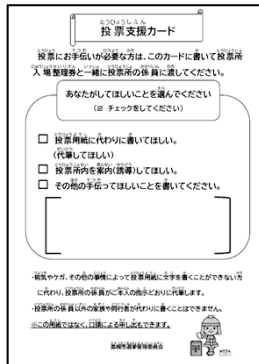 投票支援カード
投票にお手伝いが必要な方は、このカードに書いて投票所
入場整理券と一緒に投票所の係員に渡してください。
あなたがしてほしいことを選んでください
(☑ チェックをしてください)
□ 投票用紙に代わりに書いてほしい。
(代筆してほしい)
□ 投票所内を案内(誘導)してほしい。
□ その他の手伝ってほしいことを書いてください。
・病気やケガ、その他の事情によって投票用紙に文字を書くことができない方
に代わり、投票所の係員がご本人の指示どおりに代筆します。
・投票所の係員以外の家族や同行者が代わりに書くことはできません。
※この用紙ではなく、口頭による申し出もできます。
選挙管理委員会